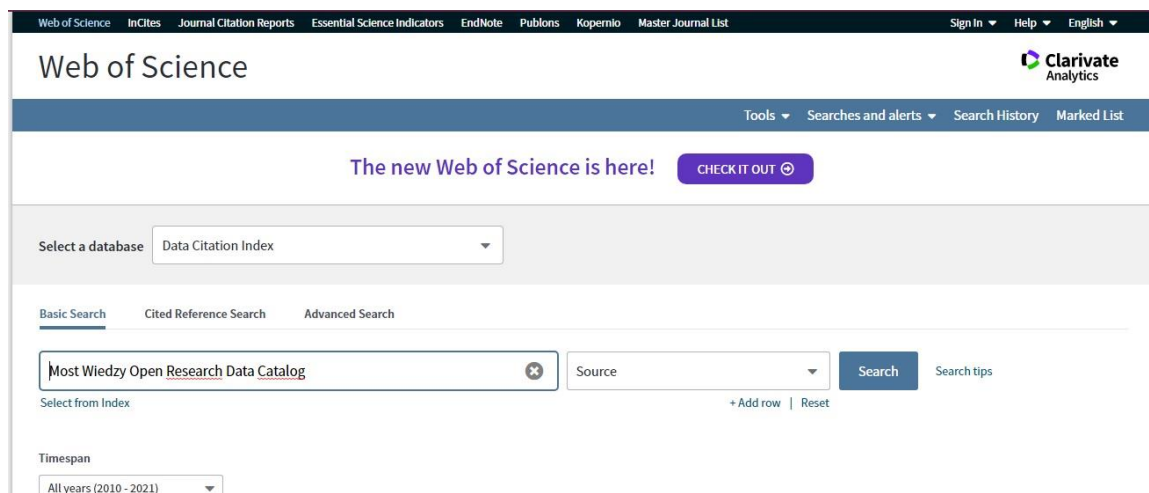 Web of Science InCites Journal Citation Reports Essential Science Indicators EndNote Publons Kopernio Master Journal List Sign In Help English
Web of Science
Clarivate
Analytics
Tools Searches and alerts Search History Marked List
The new Web of Science is here! CHECK IT OUT
Select a database Data Citation Index
Basic Search Cited Reference Search Advanced Search
Most Wiedzy Open Research Data Catalog Source Search Search tips
Select from Index + Add row | Reset
Timespan
All years (2010 - 2021)